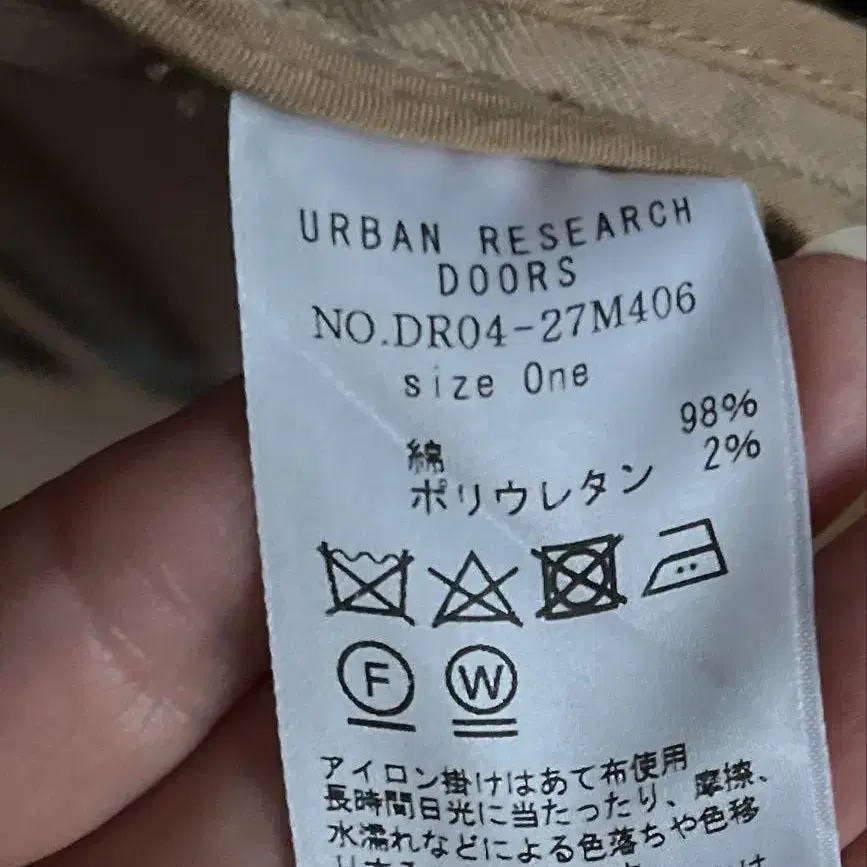 URBAN RESEARCH
DOORS
NO.DR04-27M406
size One
綿 98%
ポリウレタン 2%
F W
アイロン掛けはあて布使用
長時間日光に当たったり、摩擦、
水濡れなどによる色落ちや色移